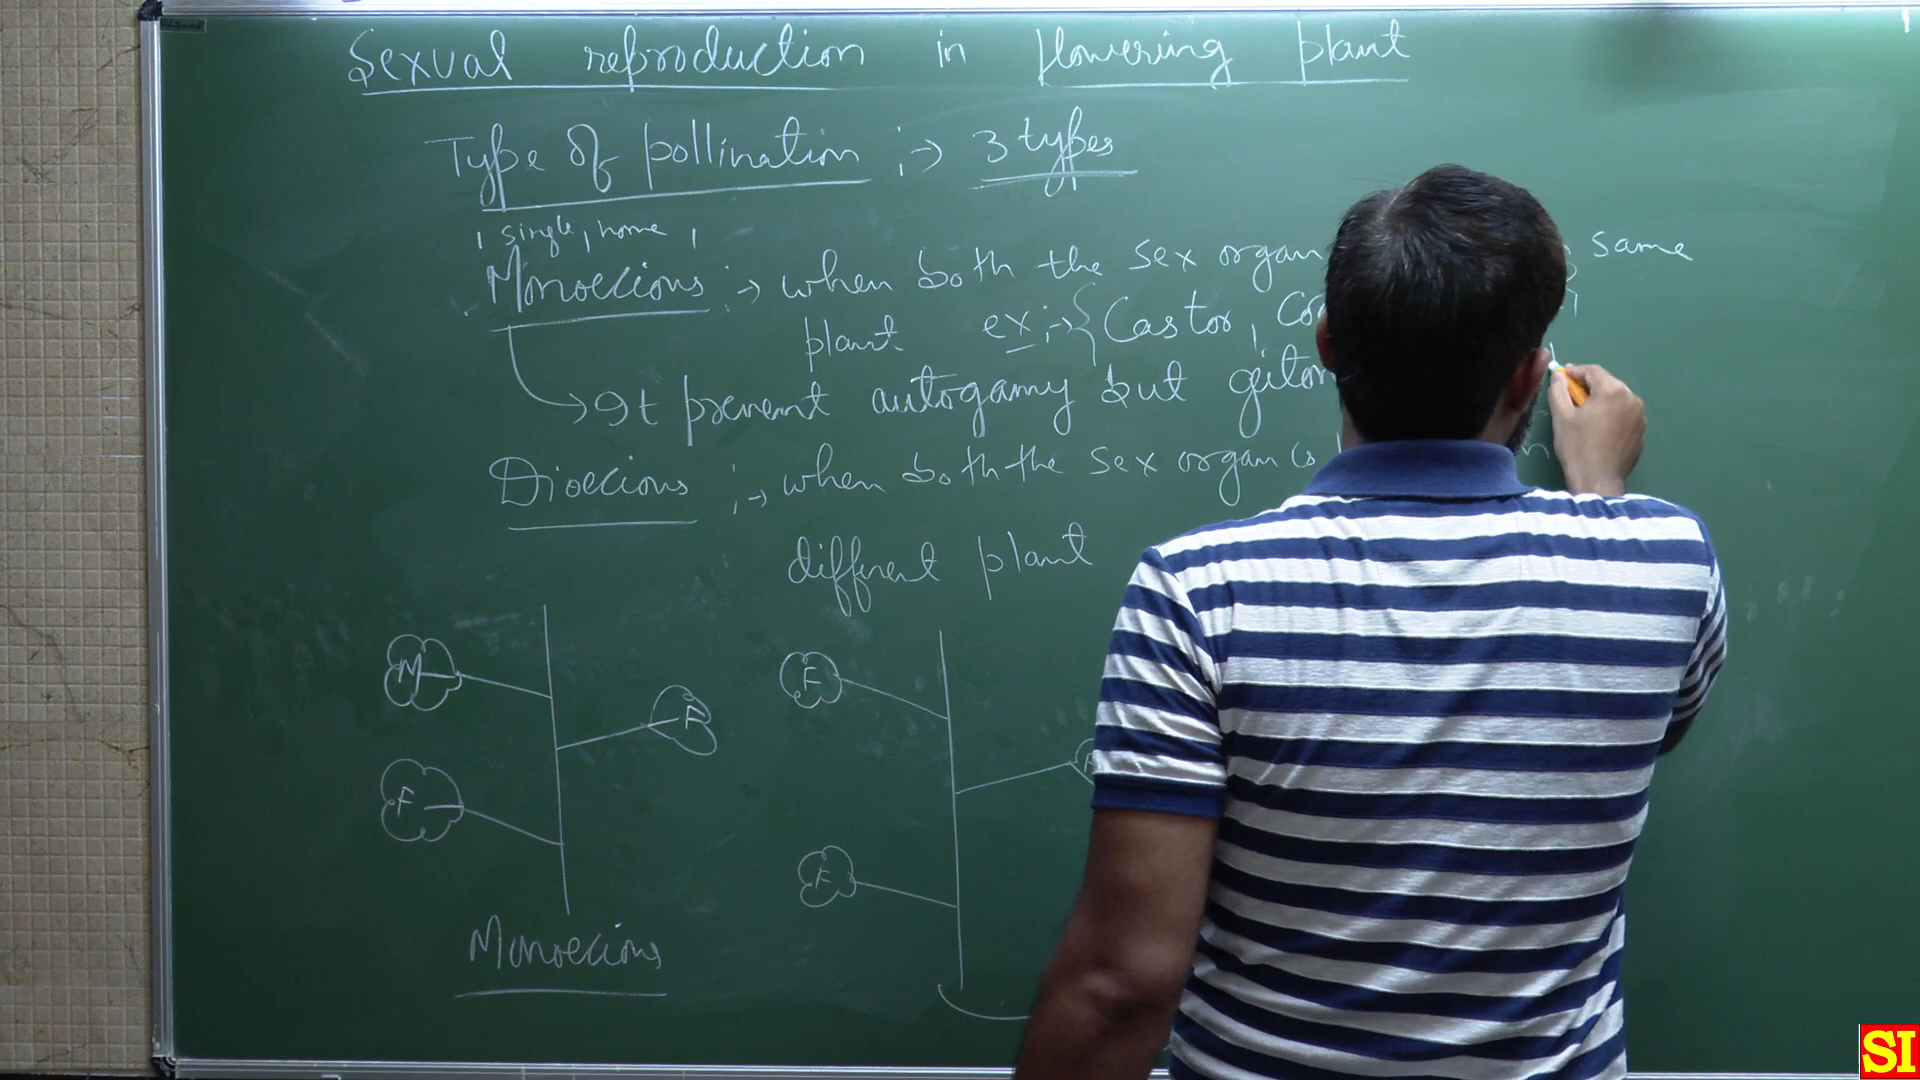 Sexual reproduction in flowering plant
Type of pollination ;-> 3 types
single, home
Monoecious :-> when both the sex organ same
plant ex;-> { Castor,
-> It prevent autogamy but
Dioecious ;-> when both the sex organ is
different plant
M
F
F
F
F
Monoecious
SI